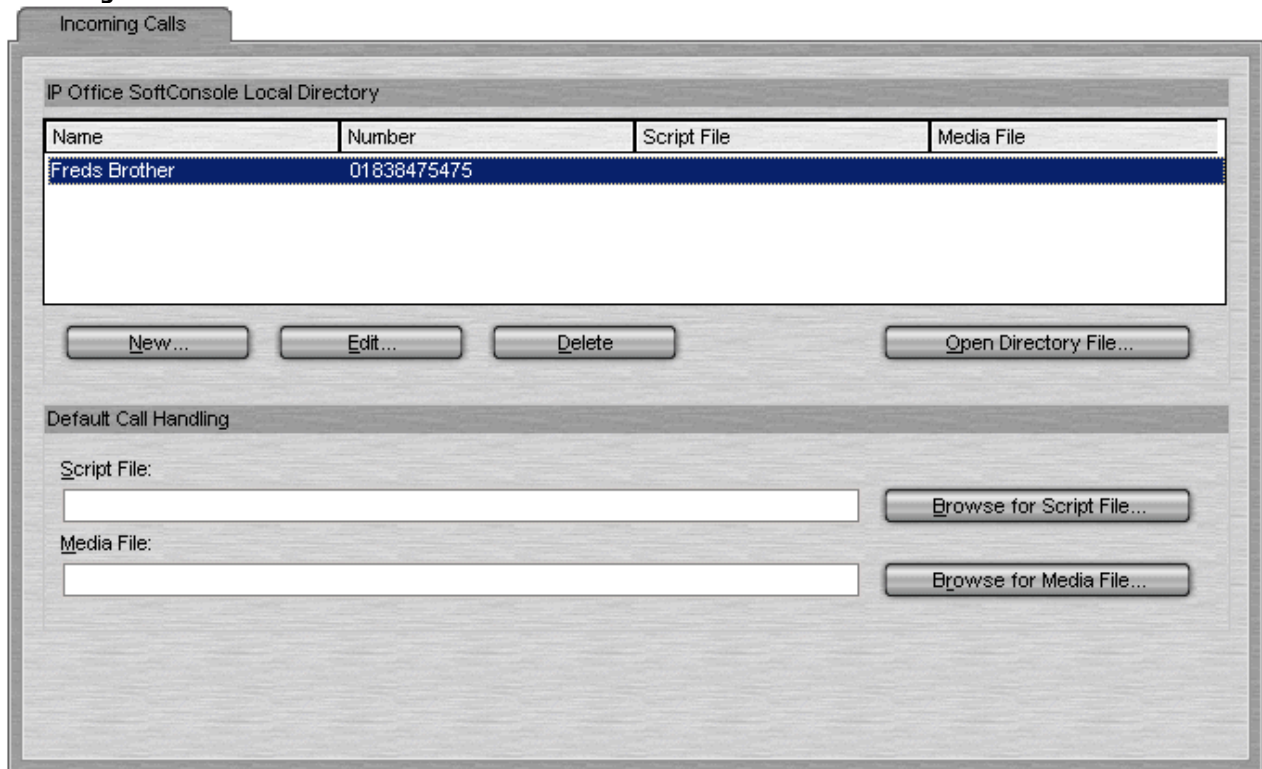 Incoming Calls
IP Office SoftConsole Local Directory
Name Number Script File Media File
Freds Brother 01838475475
New... Edit... Delete Open Directory File...
Default Call Handling
Script File:
Browse for Script File...
Media File:
Browse for Media File...